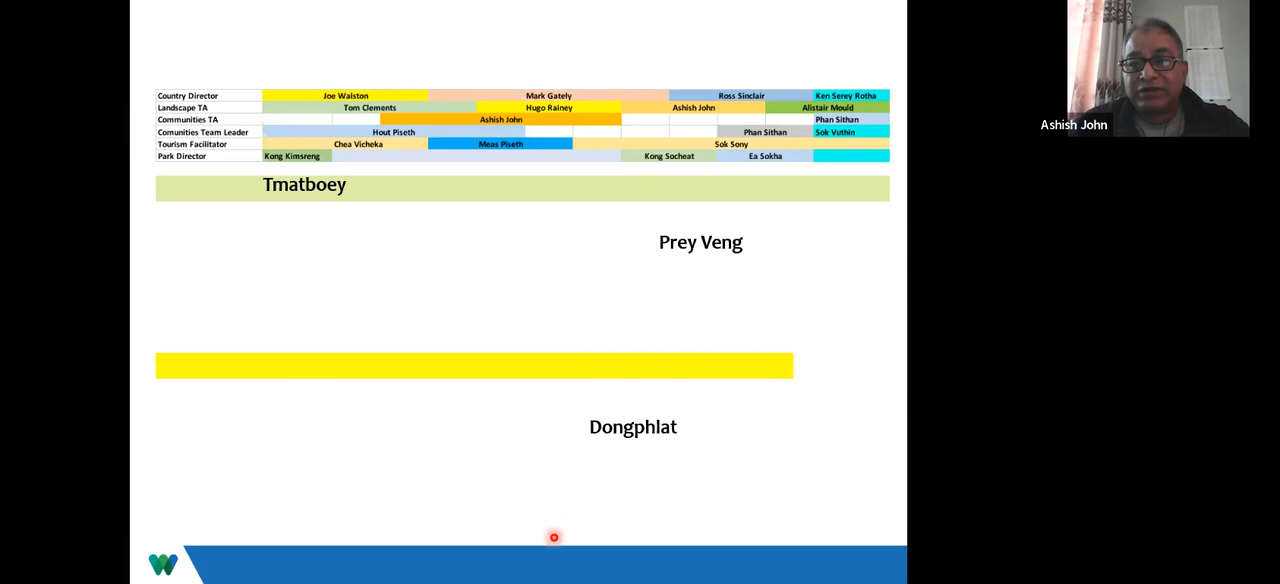 Country Director Joe Walston Mark Gately Ross Sinclair Ken Serey Rotha
Landscape TA Tom Clements Hugo Rainey Ashish John Alistair Mould
Communities TA Ashish John Phan Sithan
Comunities Team Leader Hout Piseth Phan Sithan Sok Vuthin
Tourism Facilitator Chea Vicheka Meas Piseth Sok Sony
Park Director Kong Kimsreng Kong Socheat Ea Sokha
Ashish John
Tmatboey
Prey Veng
Dongphlat